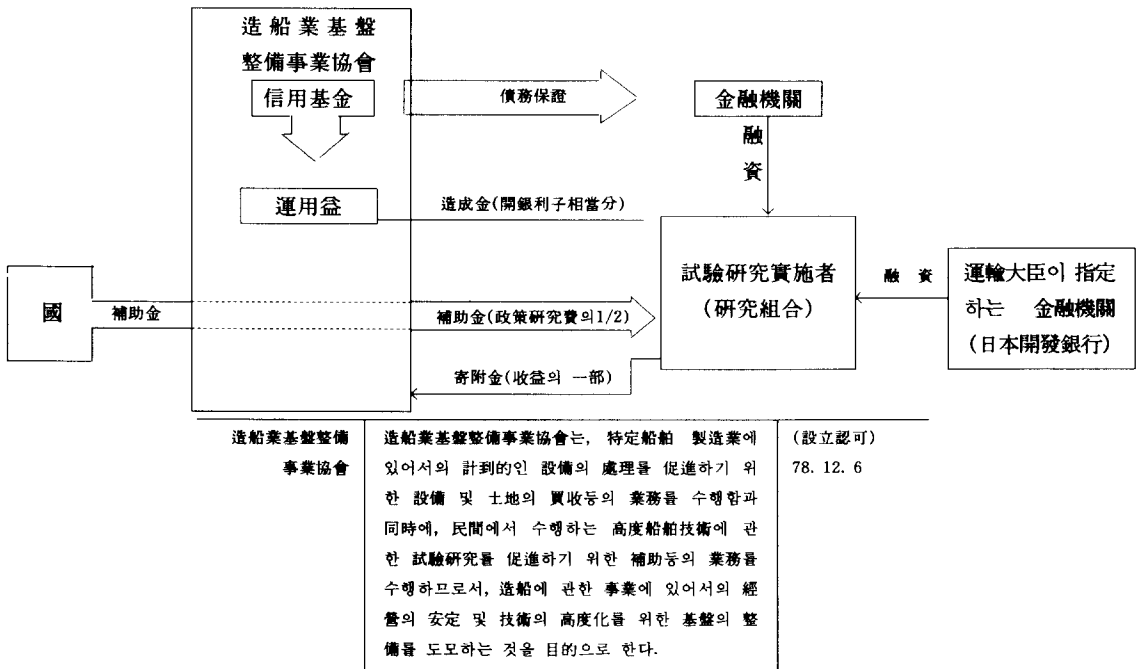 造船業基盤
整備事業協會
信用基金
債務保證
金融機關
融
資
運用益
造成金(開銀利子相當分)
國
補助金
補助金(政策硏究費의1/2)
試驗硏究實施者
(硏究組合)
融 資
運輸大臣이 指定
하는 金融機關
(日本開發銀行)
寄附金(收益의 一部)
造船業基盤整備
事業協會
造船業基盤整備事業協會는, 特定船舶 製造業에
있어서의 計到的인 設備의 處理를 促進하기 위
한 設備 및 土地의 買收등의 業務를 수행함과
同時에, 民間에서 수행하는 高度船舶技術에 관
한 試驗硏究를 促進하기 위한 補助등의 業務를
수행하므로서, 造船에 관한 事業에 있어서의 經
營의 安定 및 技術의 高度化를 위한 基盤의 整
備를 도모하는 것을 目的으로 한다.
(設立認可)
78. 12. 6